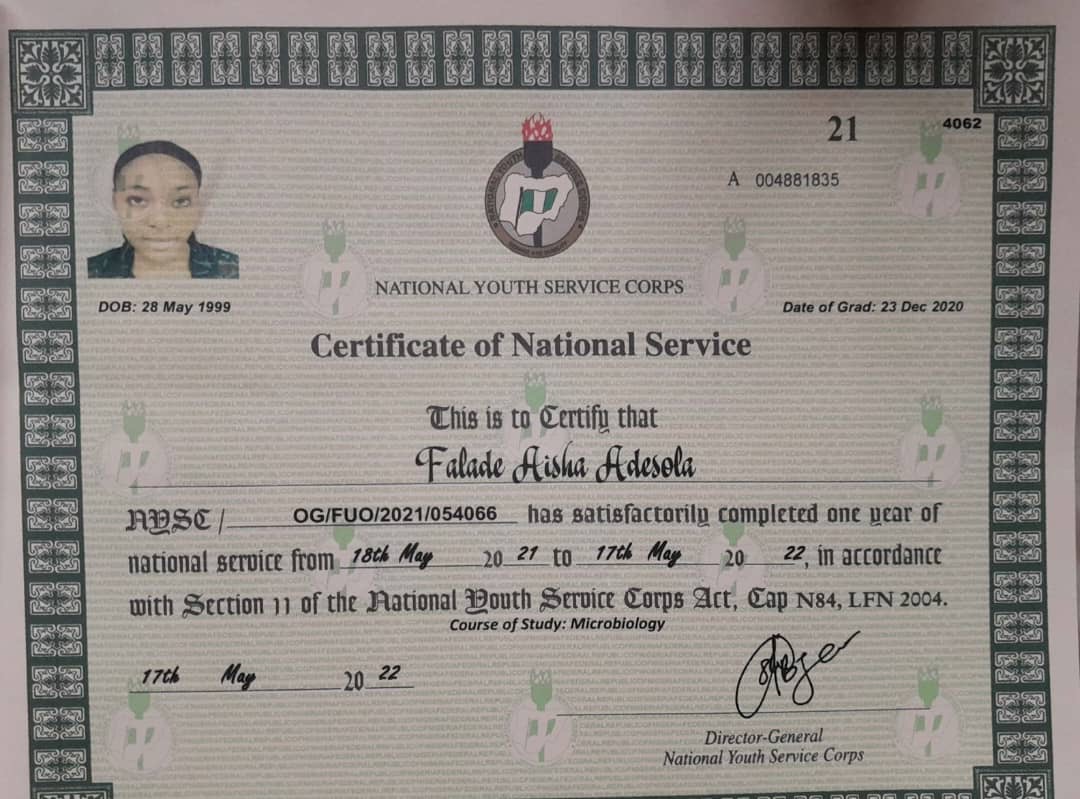 21
4062
A 004881835
NATIONAL YOUTH SERVICE CORPS
DOB: 28 May 1999
Date of Grad: 23 Dec 2020
Certificate of National Service
This is to Certify that
Falade Aisha Adesola
NYSC / OG/FUO/2021/054066 has satisfactorily completed one year of
national service from 18th May 20 21 to 17th May 20 22, in accordance
with Section 11 of the National Youth Service Corps Act, Cap N84, LFN 2004.
Course of Study: Microbiology
17th May 20 22
Director-General
National Youth Service Corps